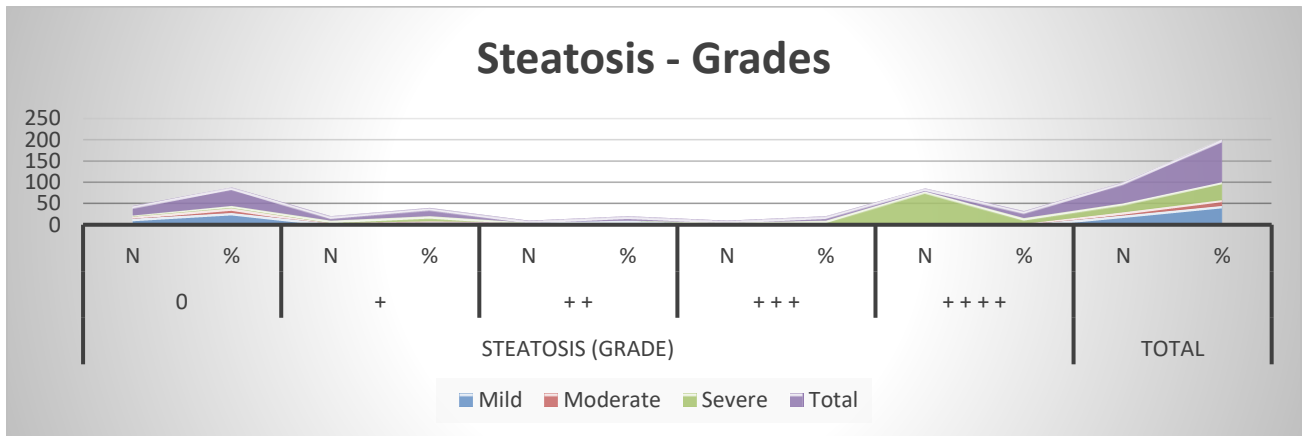 Steatosis - Grades
250
200
150
100
50
0
N % N % N % N % N % N %
0 + + + + + + + + + +
STEATOSIS (GRADE) TOTAL
Mild Moderate Severe Total